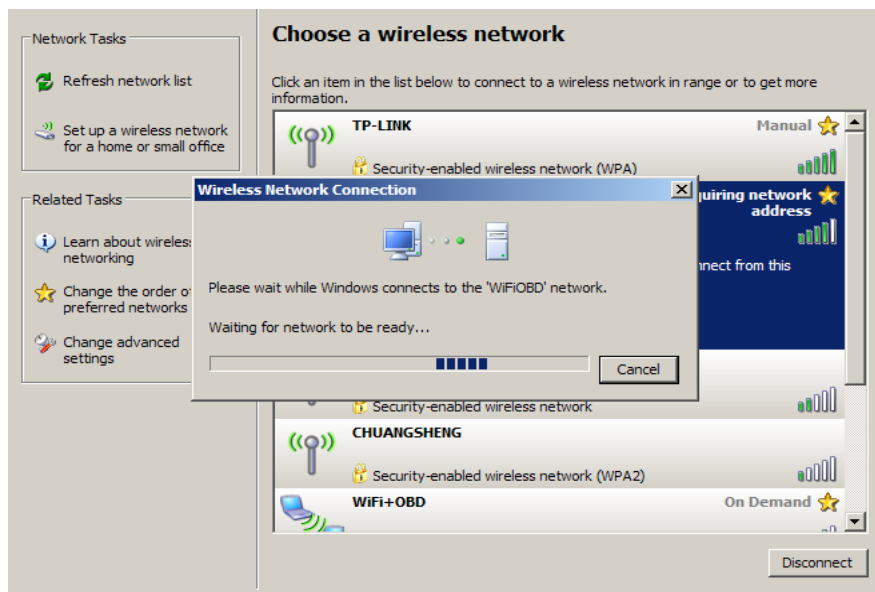 Network Tasks
Refresh network list
Set up a wireless network
for a home or small office
Related Tasks
Learn about wireless
networking
Change the order of
preferred networks
Change advanced
settings
Choose a wireless network
Click an item in the list below to connect to a wireless network in range or to get more
information.
TP-LINK
Manual
Security-enabled wireless network (WPA)
quiring network
address
nnect from this
Wireless Network Connection
Please wait while Windows connects to the 'WiFiOBD' network.
Waiting for network to be ready...
Cancel
Security-enabled wireless network
CHUANGSHENG
Security-enabled wireless network (WPA2)
WiFi+OBD
On Demand
Disconnect